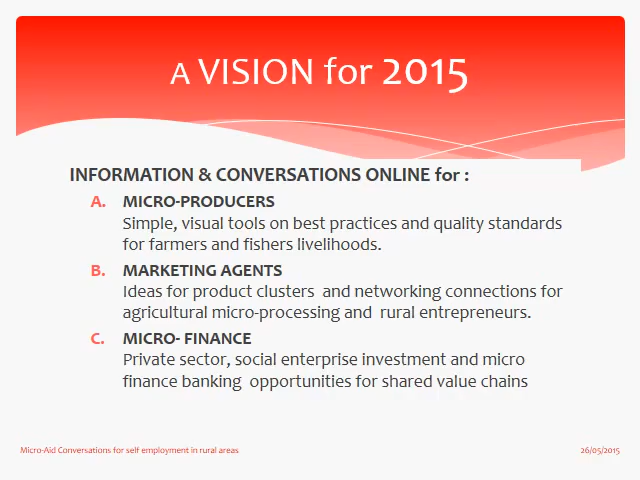 A VISION for 2015
INFORMATION & CONVERSATIONS ONLINE for :
A. MICRO-PRODUCERS
Simple, visual tools on best practices and quality standards
for farmers and fishers livelihoods.
B. MARKETING AGENTS
Ideas for product clusters  and networking connections for
agricultural micro-processing and  rural entrepreneurs.
C. MICRO- FINANCE
Private sector, social enterprise investment and micro
finance banking  opportunities for shared value chains
Micro-Aid Conversations for self employment in rural areas
26/05/2015